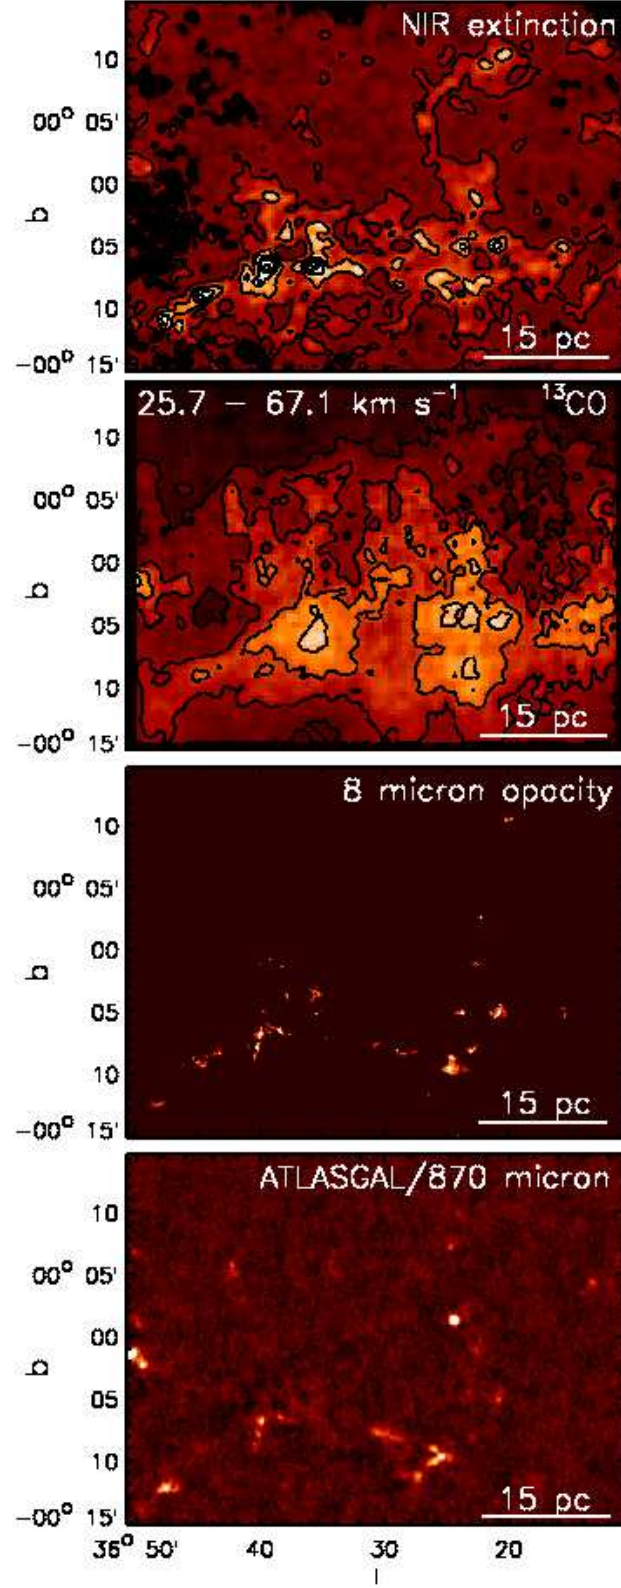 NIR extinction
10
00° 05'
00
b
05
10
15 pc
-00° 15'
25.7 – 67.1 km s⁻¹ ¹³CO
10
00° 05'
00
b
05
10
15 pc
-00° 15'
8 micron opacity
10
00° 05'
00
b
05
10
15 pc
-00° 15'
ATLASGAL/870 micron
10
00° 05'
00
b
05
10
15 pc
-00° 15'
36° 50' 40 30 20
l